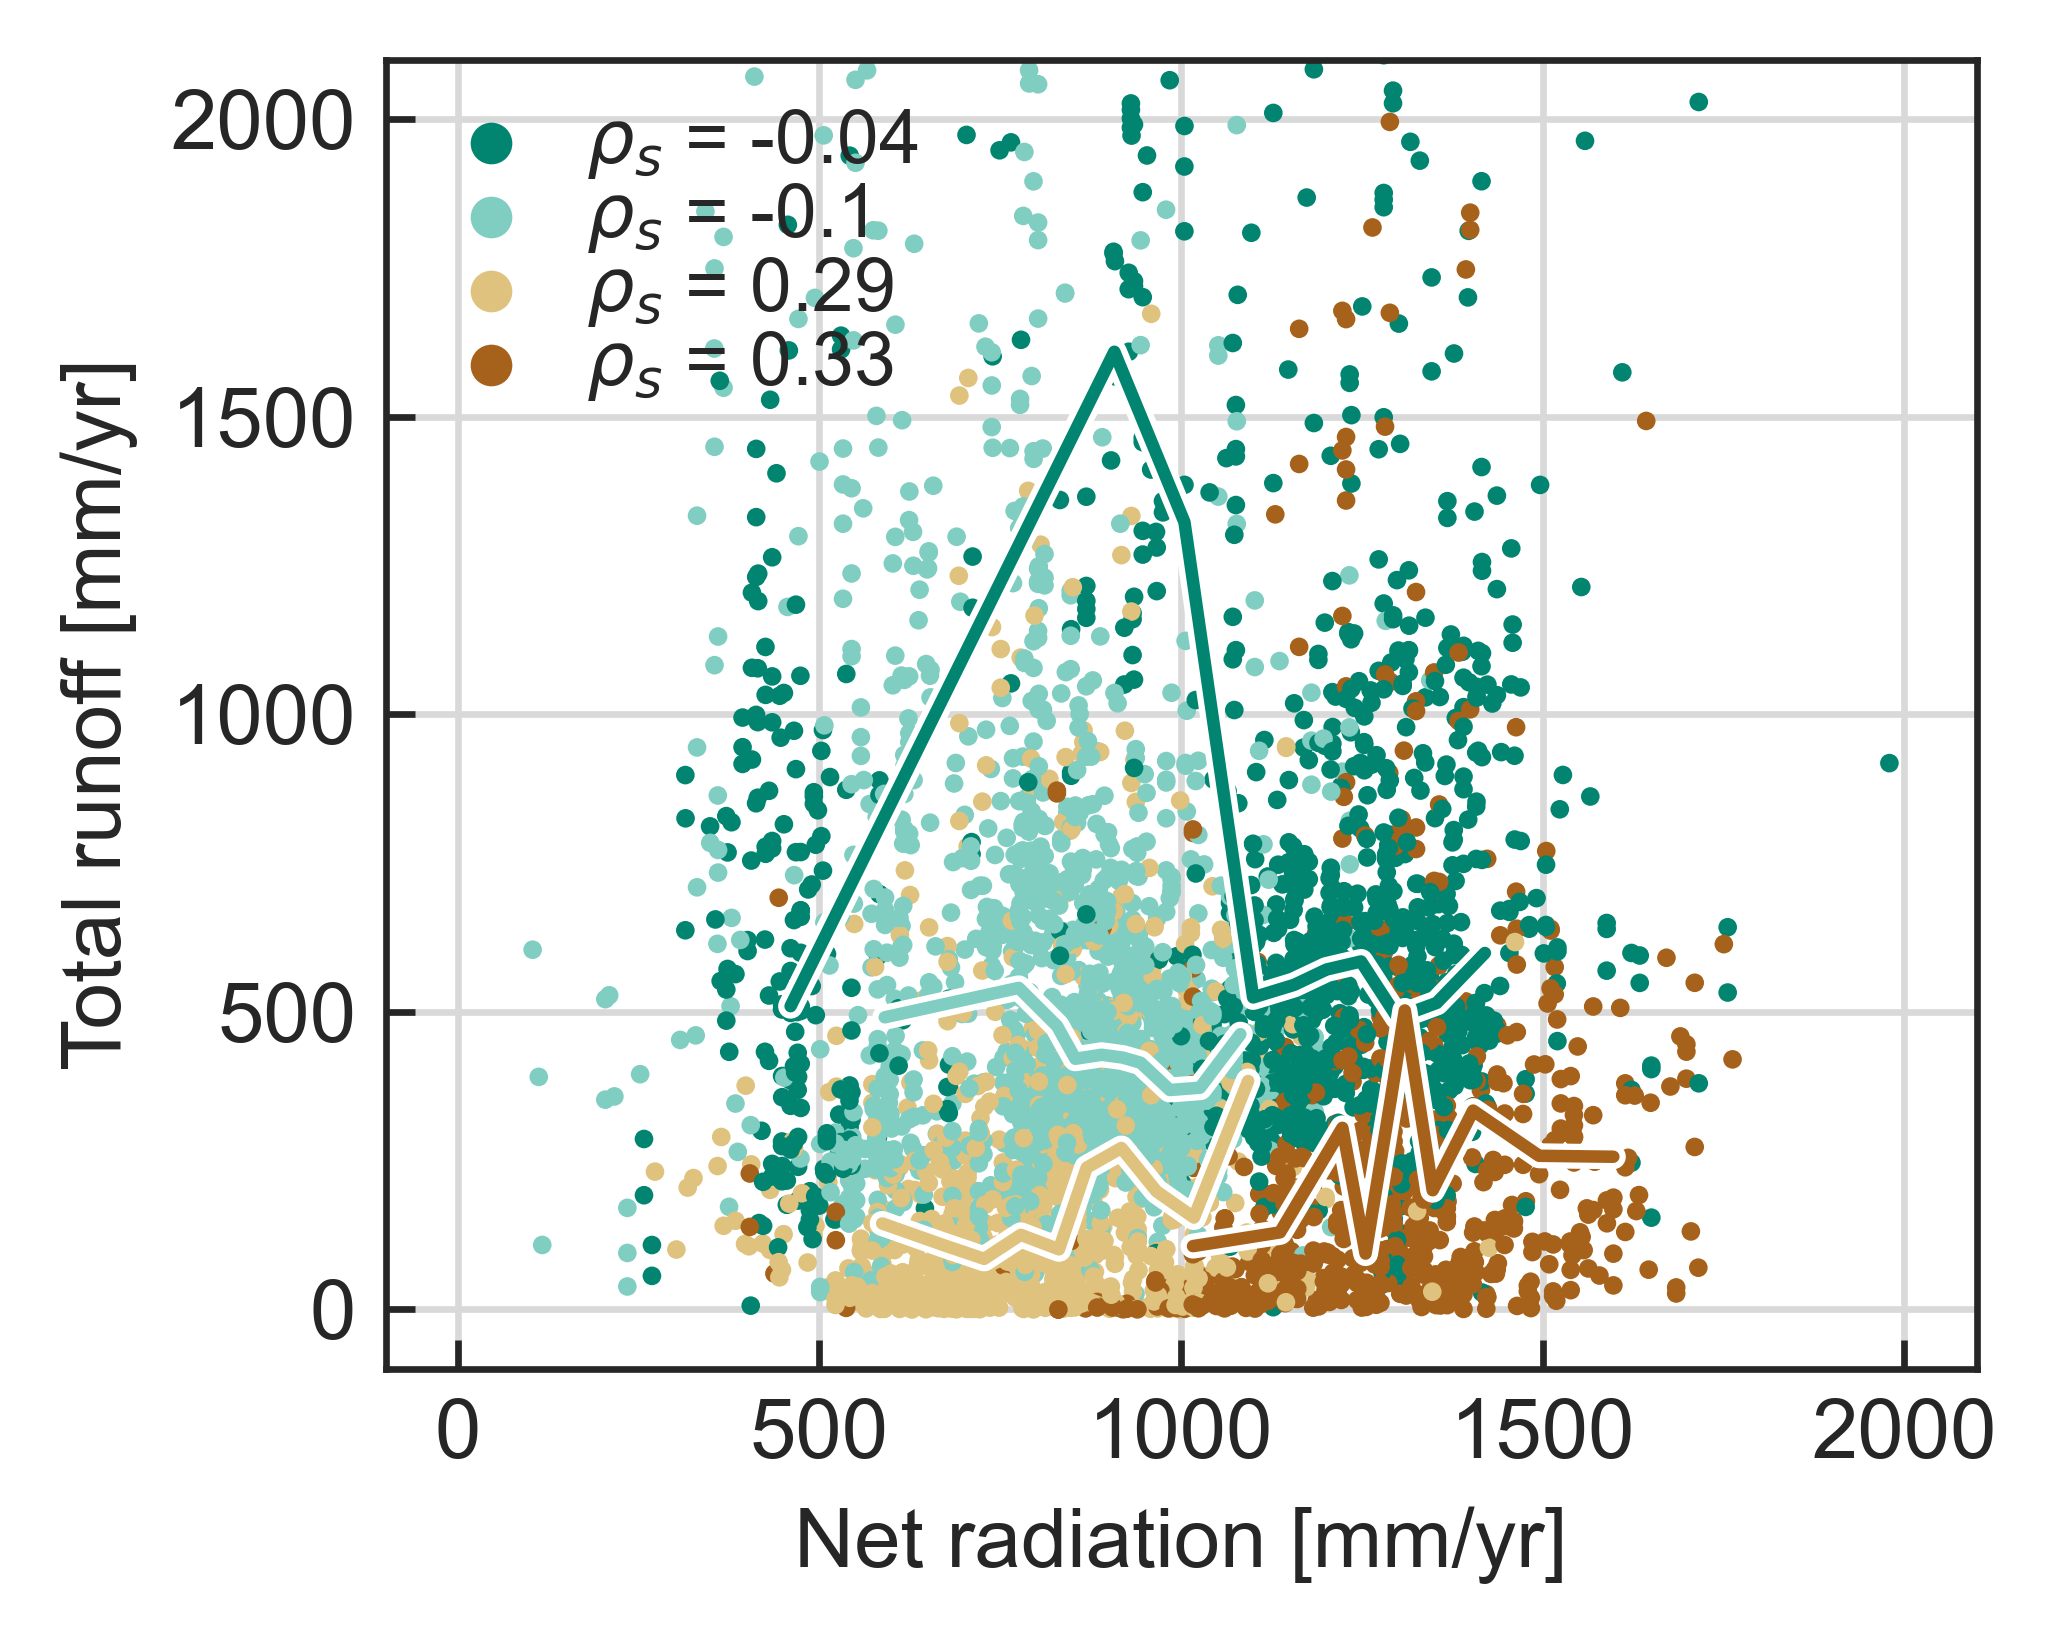 2000
1500
1000
500
0
Total runoff [mm/yr]
ρs = -0.04
ρs = -0.1
ρs = 0.29
ρs = 0.33
0 500 1000 1500 2000
Net radiation [mm/yr]